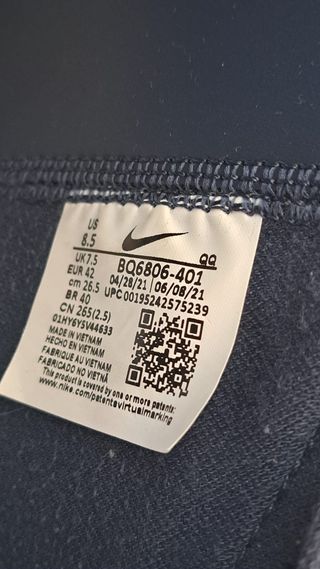 US
8.5
UK 7.5
EUR 42
cm 26.5
BR 40
CN 265(2.5)
QQ
BQ6806-401
04/28/21 | 06/08/21
UPC 00195242575239
01HY6Y5V44633
MADE IN VIETNAM
HECHO EN VIETNAM
FABRIQUE AU VIETNAM
FABRICADO NO VIETNÃ
This product is covered by one or more patents:
www.nike.com/patentsvirtualmarking